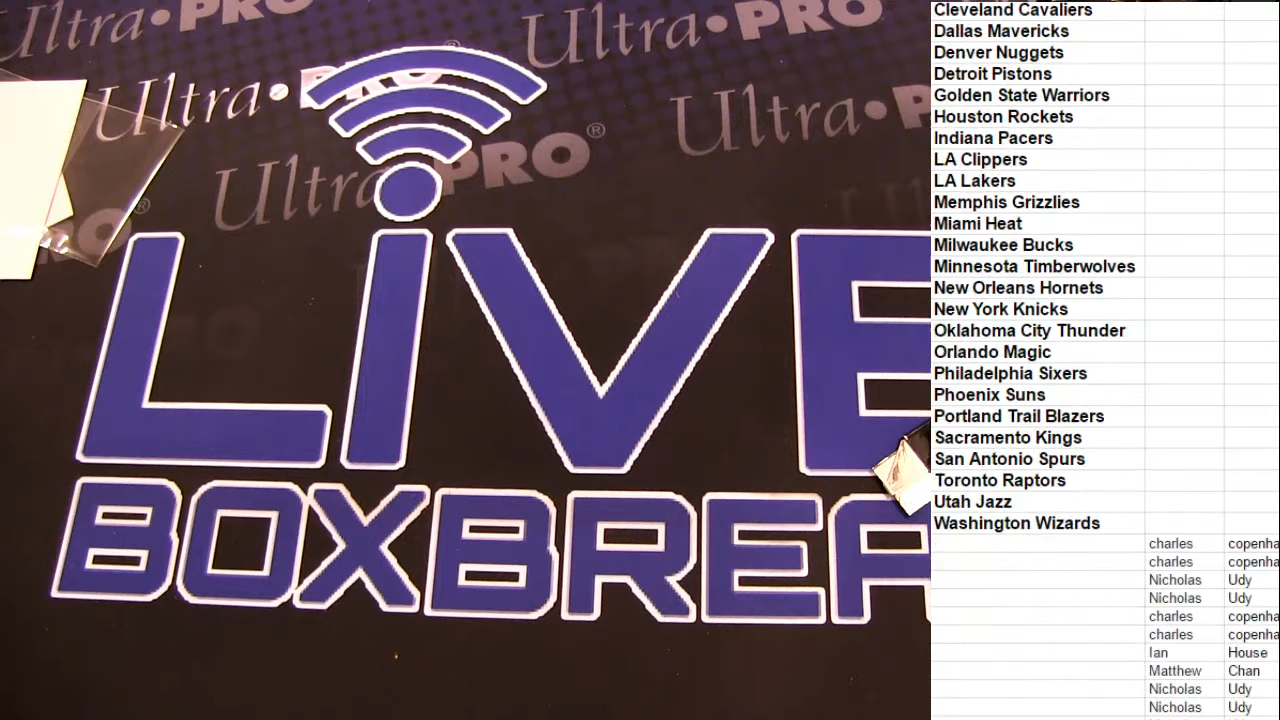 Ultra•PRO
Ultra•PRO
Ultra•PRO®
Ultra•P
Ultra PRO®
®
LiVE
BOXBREA
Cleveland Cavaliers
Dallas Mavericks
Denver Nuggets
Detroit Pistons
Golden State Warriors
Houston Rockets
Indiana Pacers
LA Clippers
LA Lakers
Memphis Grizzlies
Miami Heat
Milwaukee Bucks
Minnesota Timberwolves
New Orleans Hornets
New York Knicks
Oklahoma City Thunder
Orlando Magic
Philadelphia Sixers
Phoenix Suns
Portland Trail Blazers
Sacramento Kings
San Antonio Spurs
Toronto Raptors
Utah Jazz
Washington Wizards
charles copenha
charles copenha
Nicholas Udy
Nicholas Udy
charles copenha
charles copenha
Ian House
Matthew Chan
Nicholas Udy
Nicholas Udy